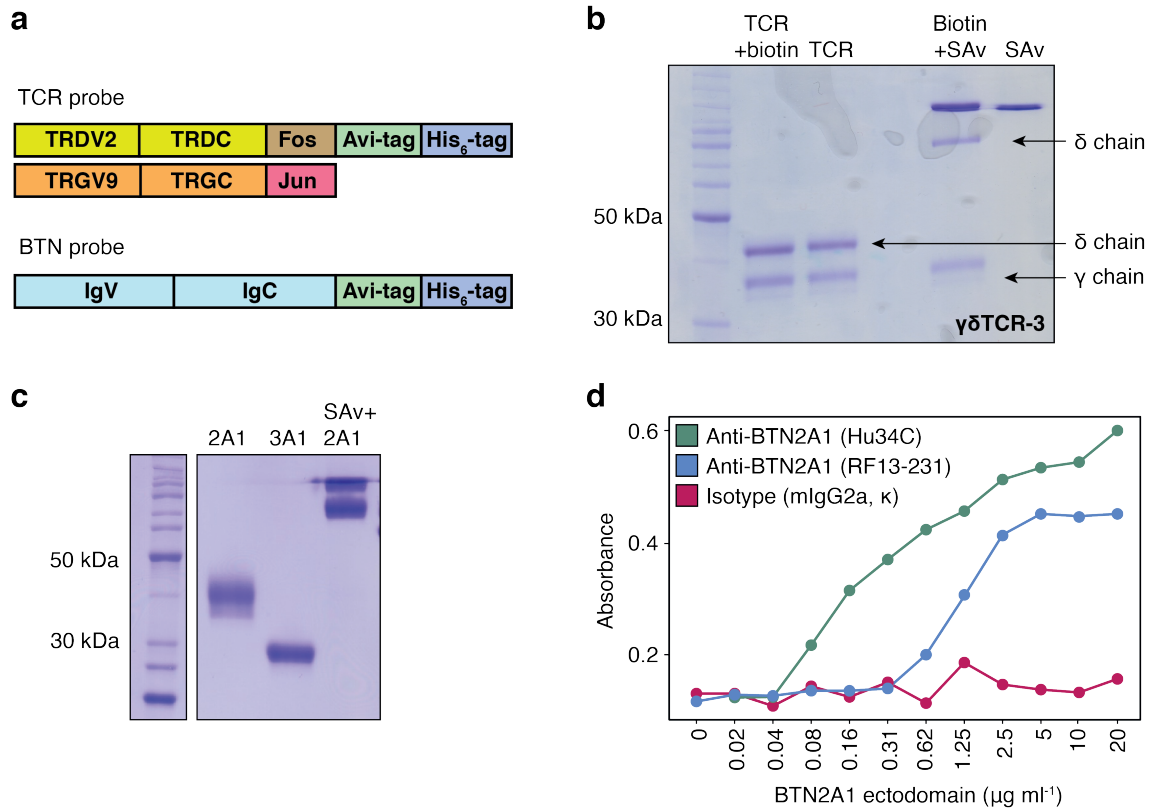 a
TCR probe
TRDV2 TRDC Fos Avi-tag His6-tag
TRGV9 TRGC Jun
BTN probe
IgV IgC Avi-tag His6-tag
b
TCR Biotin
+biotin TCR +SAv SAv
δ chain
50 kDa
δ chain
γ chain
30 kDa
γδTCR-3
c
SAv+
2A1 3A1 2A1
50 kDa
30 kDa
d
0.6
0.4
0.2
Absorbance
Anti-BTN2A1 (Hu34C)
Anti-BTN2A1 (RF13-231)
Isotype (mIgG2a, κ)
0 0.02 0.04 0.08 0.16 0.31 0.62 1.25 2.5 5 10 20
BTN2A1 ectodomain (µg ml⁻¹)